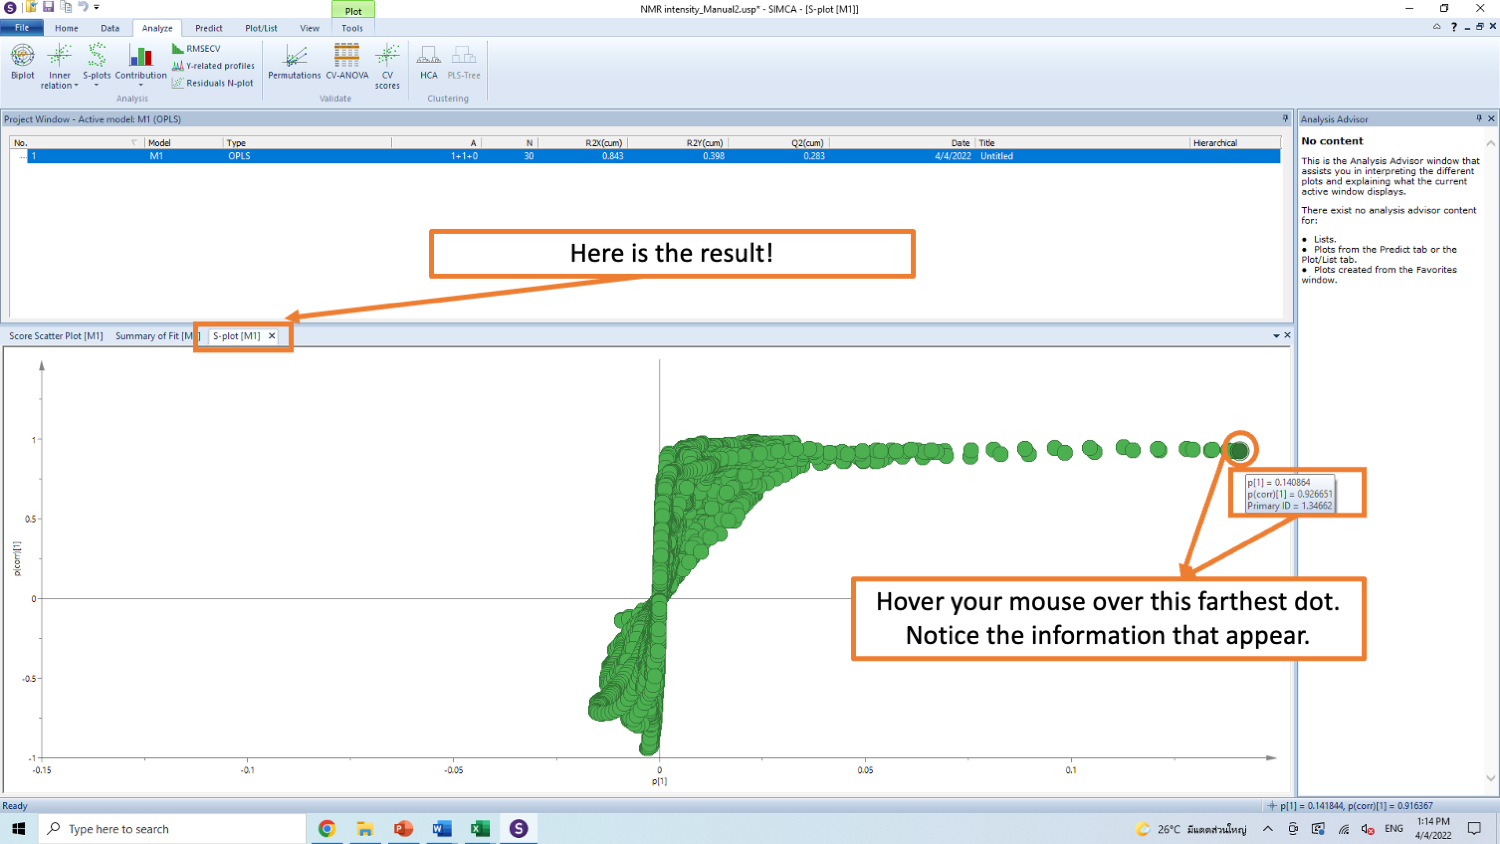 NMR intensity_Manual2.usp* - SIMCA - [S-plot [M1]]
Plot
File Home Data Analyze Predict Plot/List View Tools
Biplot
Inner relation
S-plots
Contribution
RMSECV
Y-related profiles
Residuals N-plot
Analysis
Permutations
CV-ANOVA
CV scores
Validate
HCA
PLS-Tree
Clustering
Project Window - Active model: M1 (OPLS)
No. Model Type A N R2X(cum) R2Y(cum) Q2(cum) Date Title Hierarchical
1 M1 OPLS 1+1+0 30 0.843 0.398 0.283 4/4/2022 Untitled
Analysis Advisor
No content
This is the Analysis Advisor window that
assists you in interpreting the different
plots and explaining what the current
active window displays.
There exist no analysis advisor content
for:
● Lists.
● Plots from the Predict tab or the
Plot/List tab.
● Plots created from the Favorites
window.
Here is the result!
Score Scatter Plot [M1] Summary of Fit [M S-plot [M1]
1
0.5
0
-0.5
-1
p(corr)[1]
-0.15 -0.1 -0.05 0 0.05 0.1
p[1]
p[1] = 0.140864
p(corr)[1] = 0.926651
Primary ID = 1.34662
Hover your mouse over this farthest dot.
Notice the information that appear.
Ready
p[1] = 0.141844, p(corr)[1] = 0.916367
Type here to search
26°C มีแดดส่วนใหญ่
ENG
1:14 PM
4/4/2022